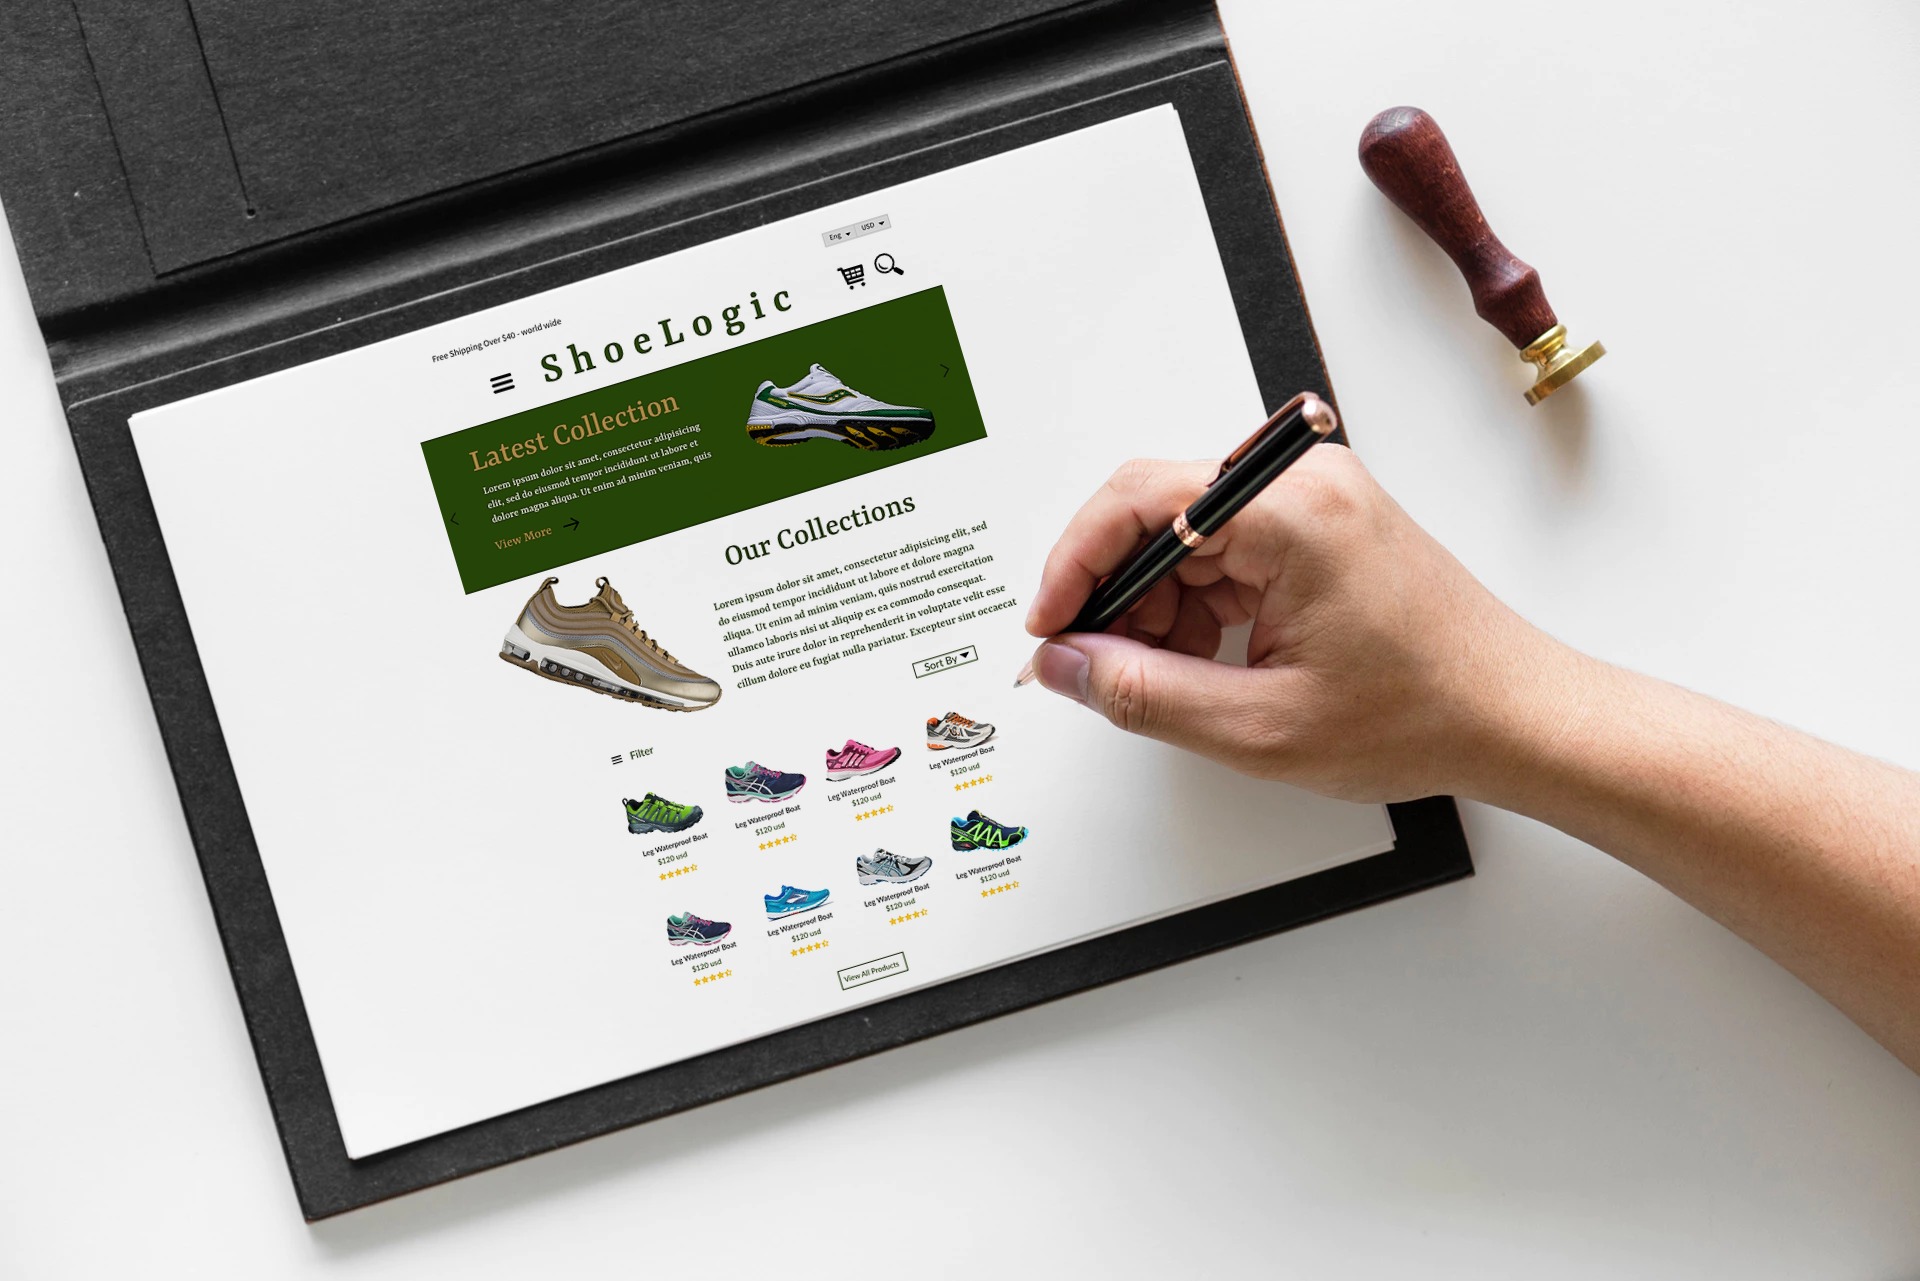 Eng USD
Free Shipping Over $40 - world wide
ShoeLogic
Latest Collection
Lorem ipsum dolor sit amet, consectetur adipisicing
elit, sed do eiusmod tempor incididunt ut labore et
dolore magna aliqua. Ut enim ad minim veniam, quis
View More
Our Collections
Lorem ipsum dolor sit amet, consectetur adipisicing elit, sed
do eiusmod tempor incididunt ut labore et dolore magna
aliqua. Ut enim ad minim veniam, quis nostrud exercitation
ullamco laboris nisi ut aliquip ex ea commodo consequat.
Duis aute irure dolor in reprehenderit in voluptate velit esse
cillum dolore eu fugiat nulla pariatur. Excepteur sint occaecat
Sort By
Filter
Leg Waterproof Boat
$120 usd
Leg Waterproof Boat
$120 usd
Leg Waterproof Boat
$120 usd
Leg Waterproof Boat
$120 usd
Leg Waterproof Boat
$120 usd
Leg Waterproof Boat
$120 usd
Leg Waterproof Boat
$120 usd
Leg Waterproof Boat
$120 usd
View All Products